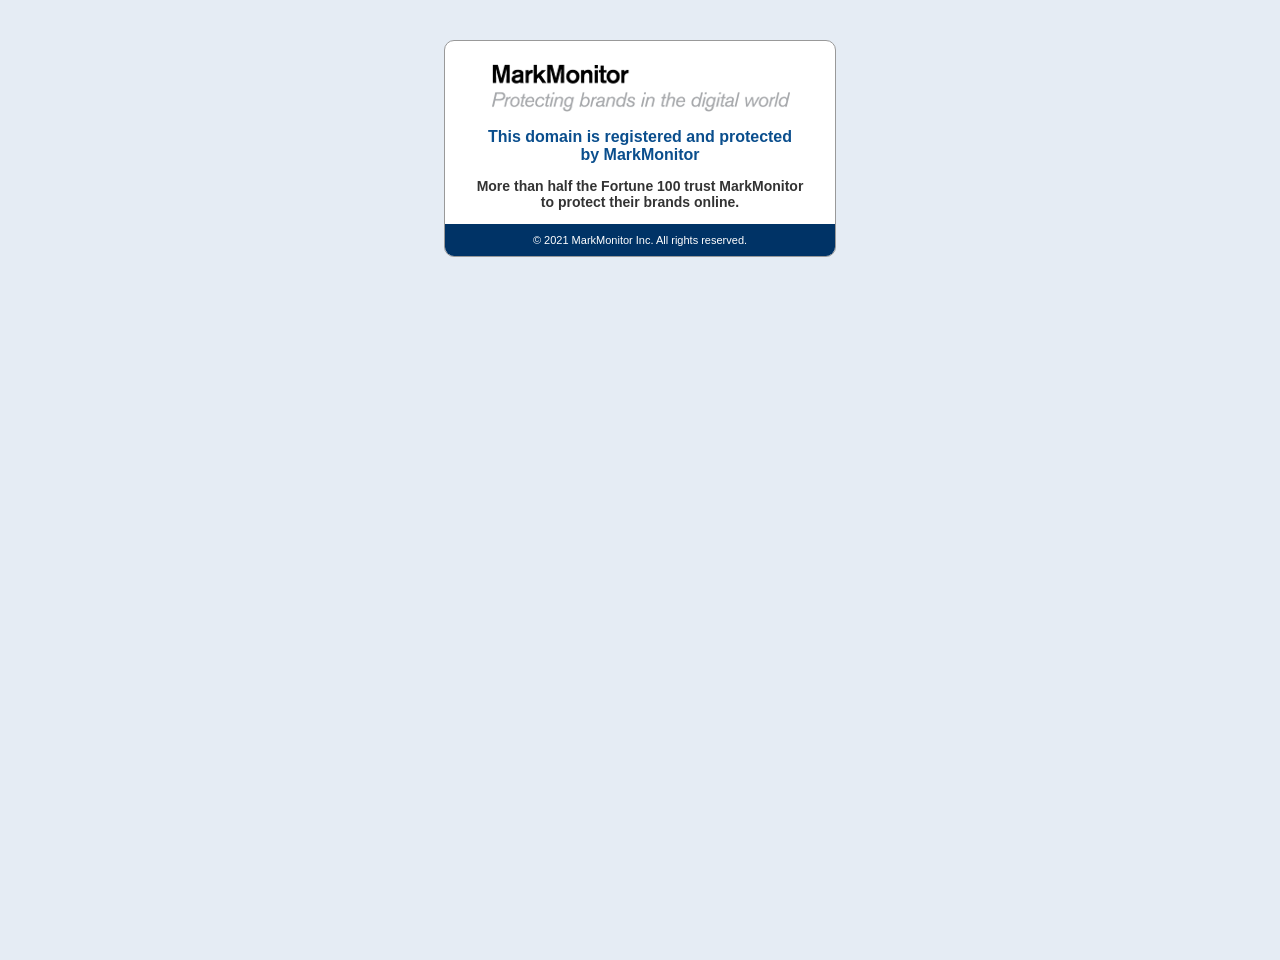 MarkMonitor
Protecting brands in the digital world
This domain is registered and protected
by MarkMonitor
More than half the Fortune 100 trust MarkMonitor
to protect their brands online.
© 2021 MarkMonitor Inc. All rights reserved.